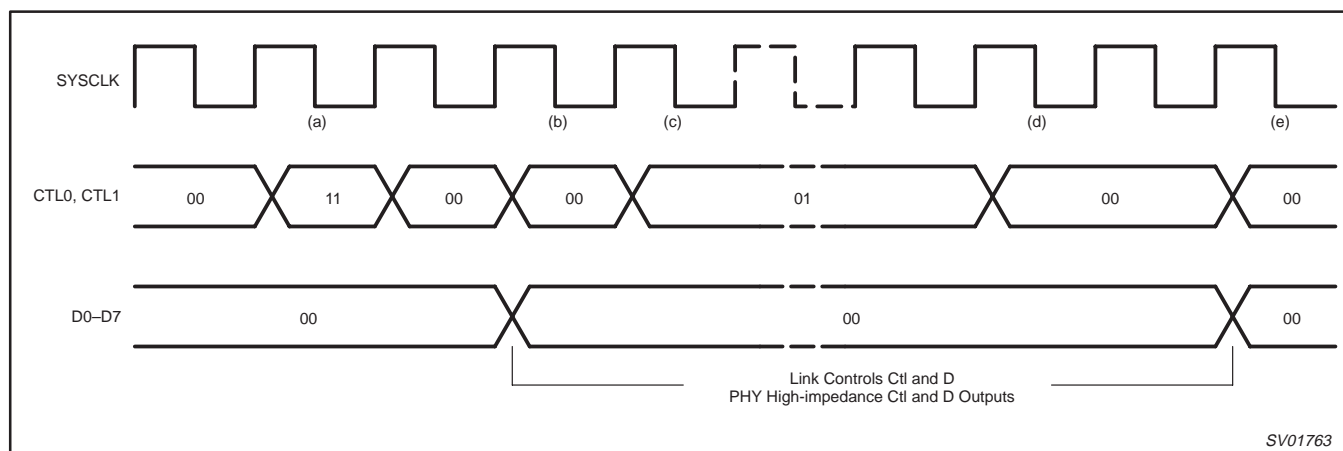 SYSCLK
(a) (b) (c) (d) (e)
CTL0, CTL1 00 11 00 00 01 00 00
D0–D7 00 00 00
Link Controls Ctl and D
PHY High-impedance Ctl and D Outputs
SV01763